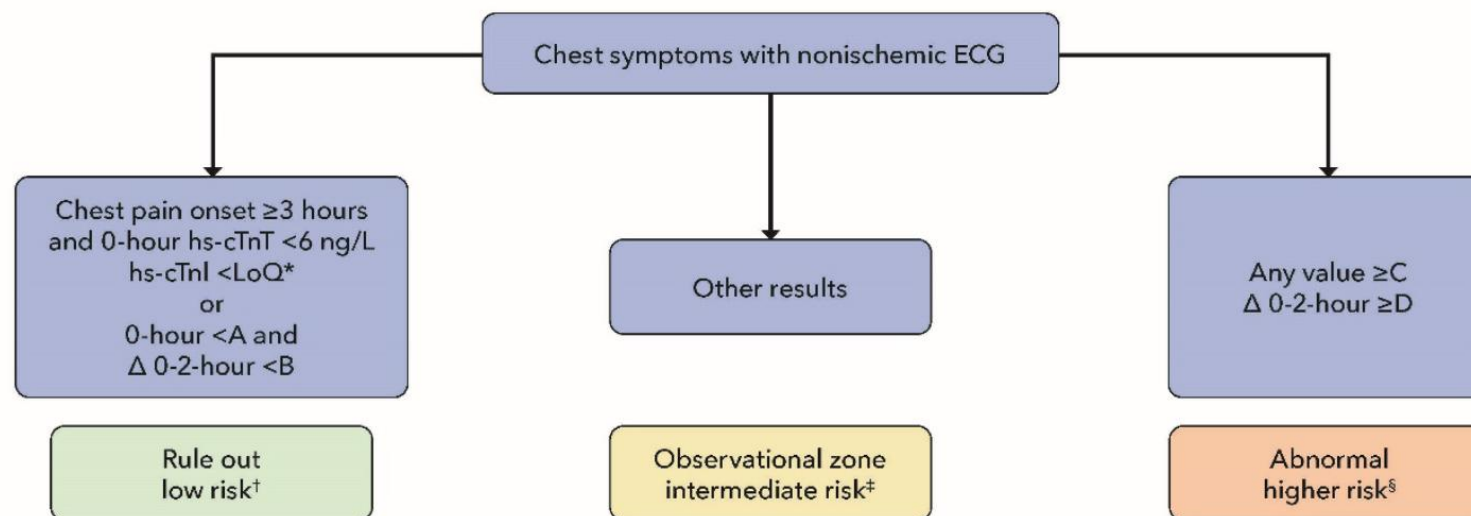 Chest symptoms with nonischemic ECG
Chest pain onset ≥3 hours
and 0-hour hs-cTnT <6 ng/L
hs-cTnI <LoQ*
or
0-hour <A and
Δ 0-2-hour <B
Other results
Any value ≥C
Δ 0-2-hour ≥D
Rule out
low risk†
Observational zone
intermediate risk‡
Abnormal
higher risk§